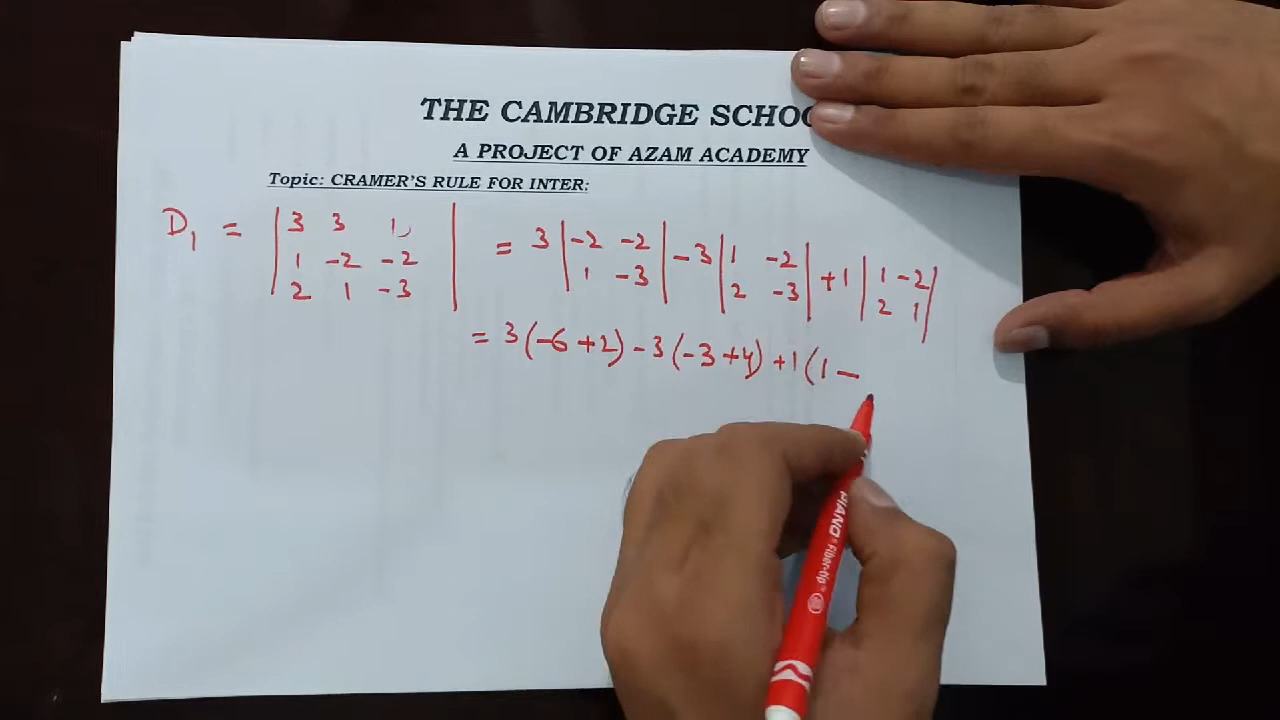 THE CAMBRIDGE SCHOO
A PROJECT OF AZAM ACADEMY
Topic: CRAMER'S RULE FOR INTER:
D₁ = | 3 3 1 | = 3 | -2 -2 | - 3 | 1 -2 | + 1 | 1 -2 |
| 1 -2 -2 | | 1 -3 | | 2 -3 | | 2 1 |
| 2 1 -3 |
= 3(-6+2) - 3(-3+4) + 1(1 -
PIANO® Fiber-tip®